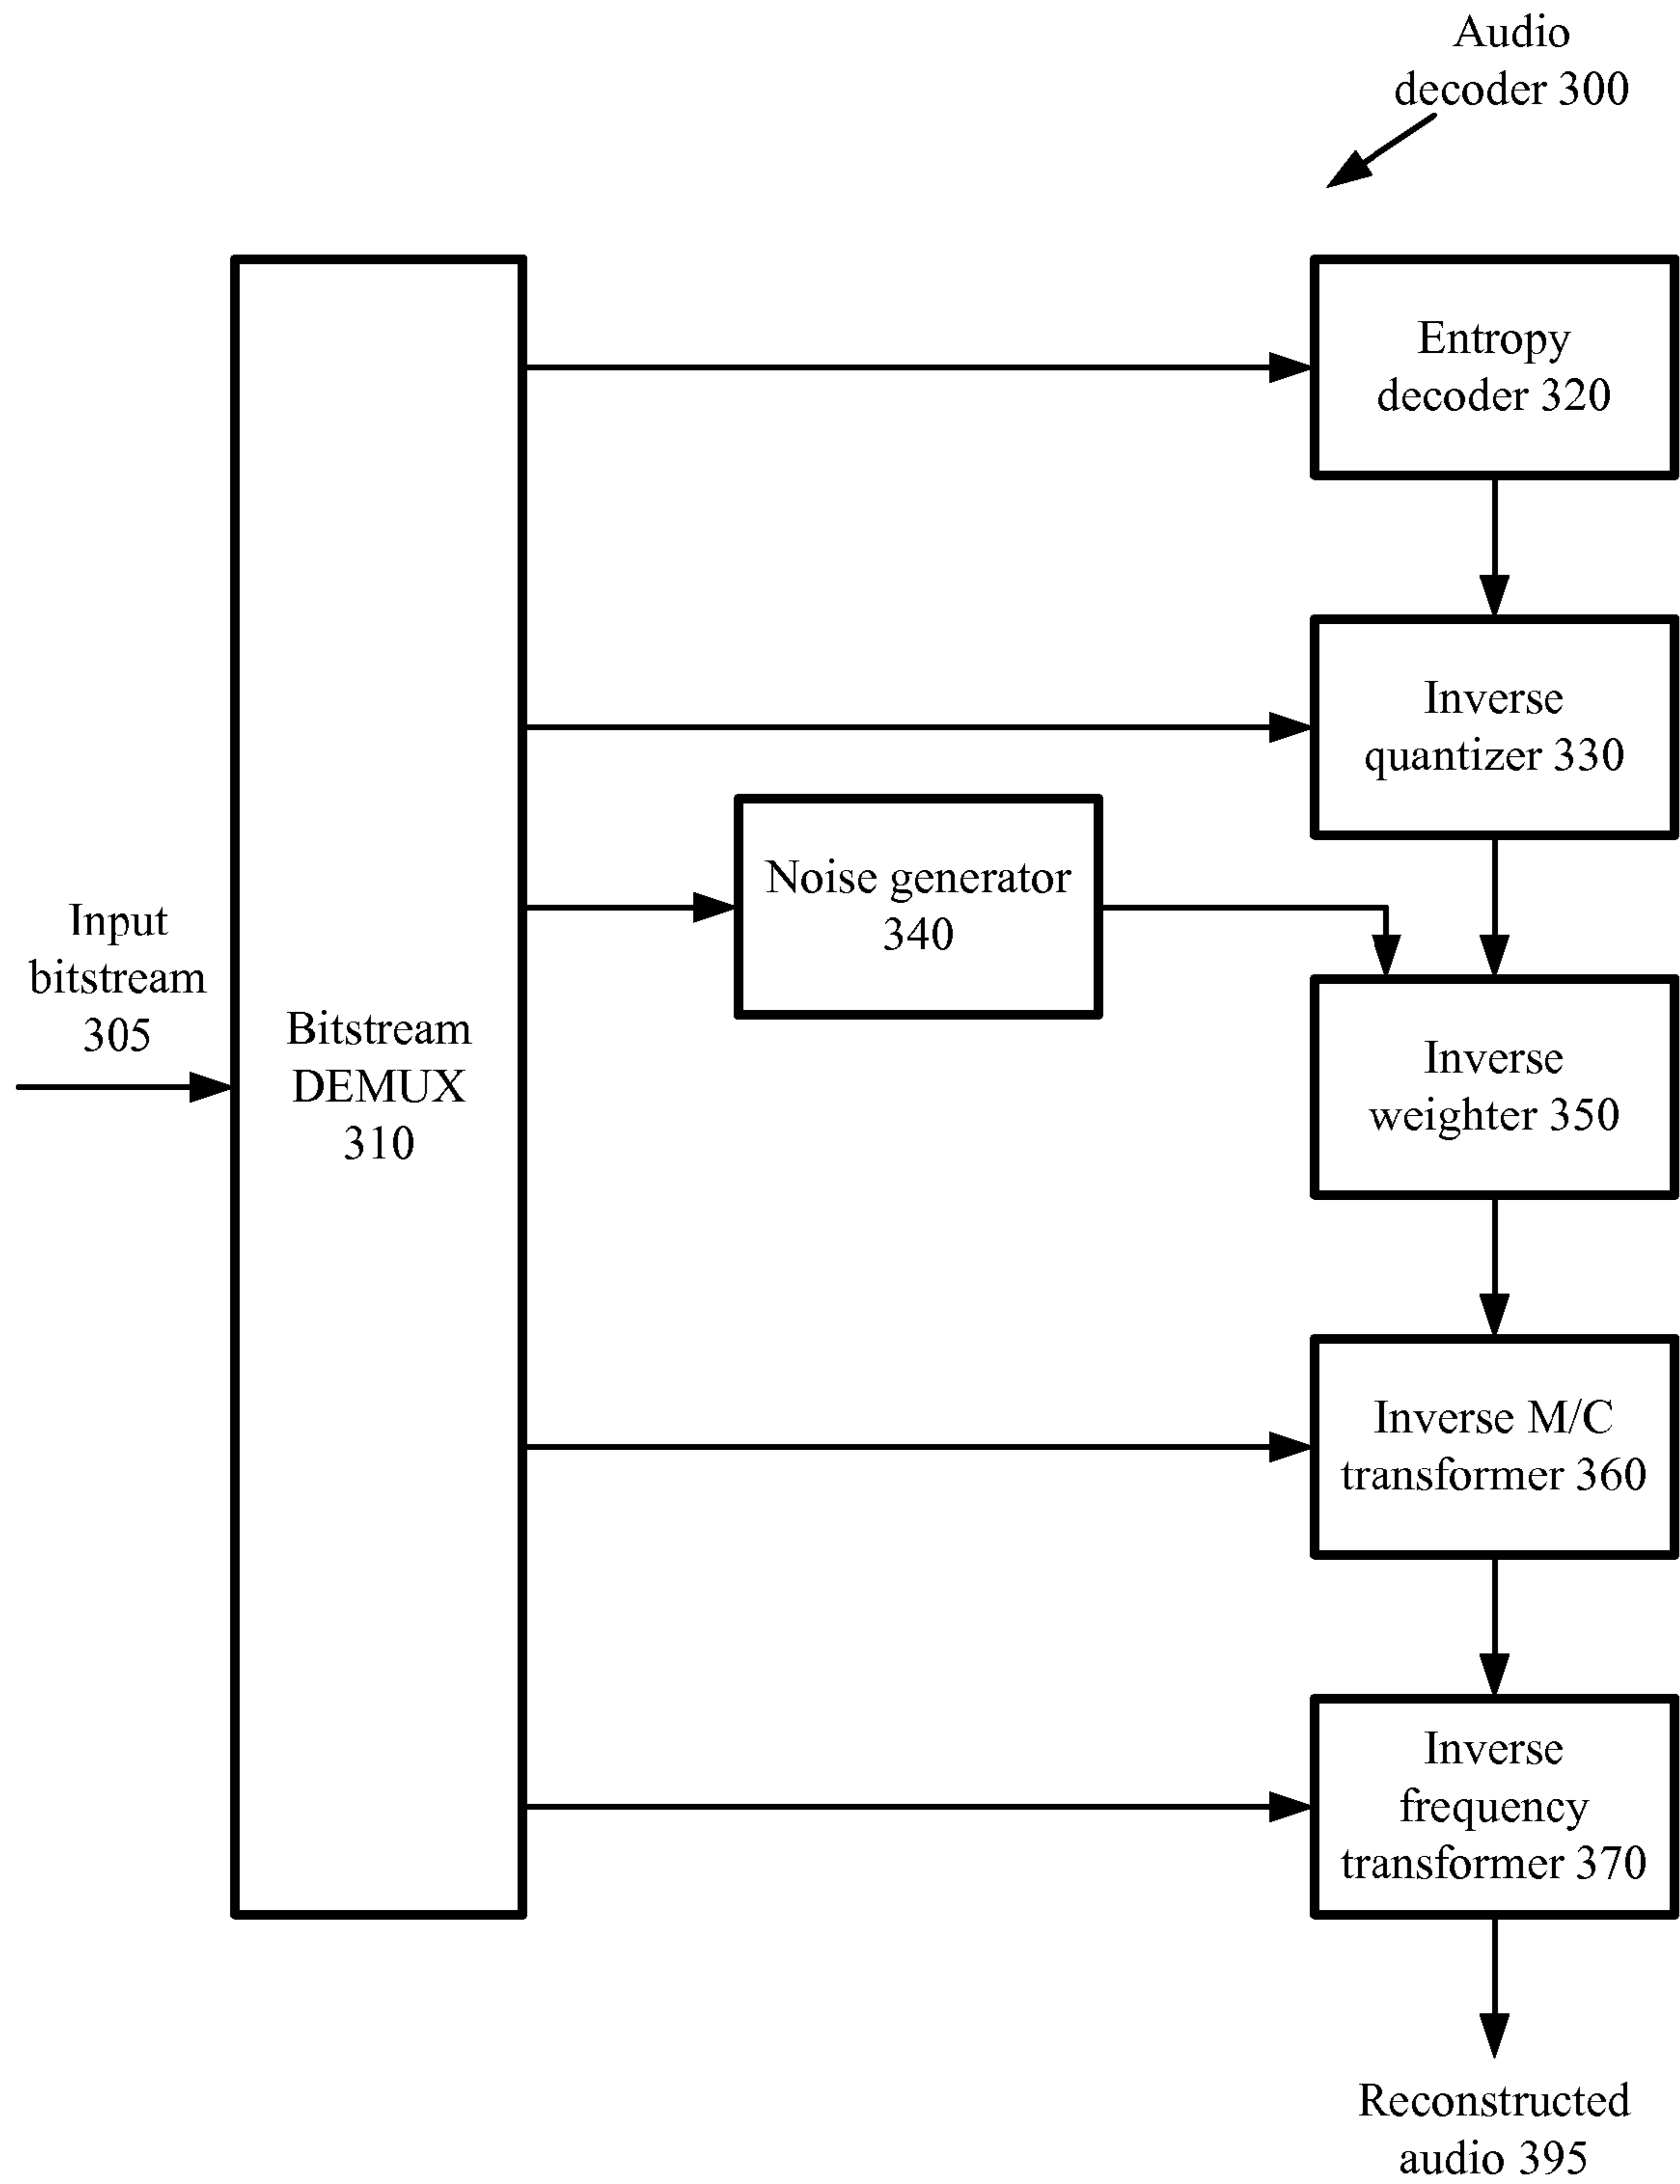 Audio
decoder 300
Entropy
decoder 320
Inverse
quantizer 330
Noise generator
340
Input
bitstream
305
Bitstream
DEMUX
310
Inverse
weighter 350
Inverse M/C
transformer 360
Inverse
frequency
transformer 370
Reconstructed
audio 395